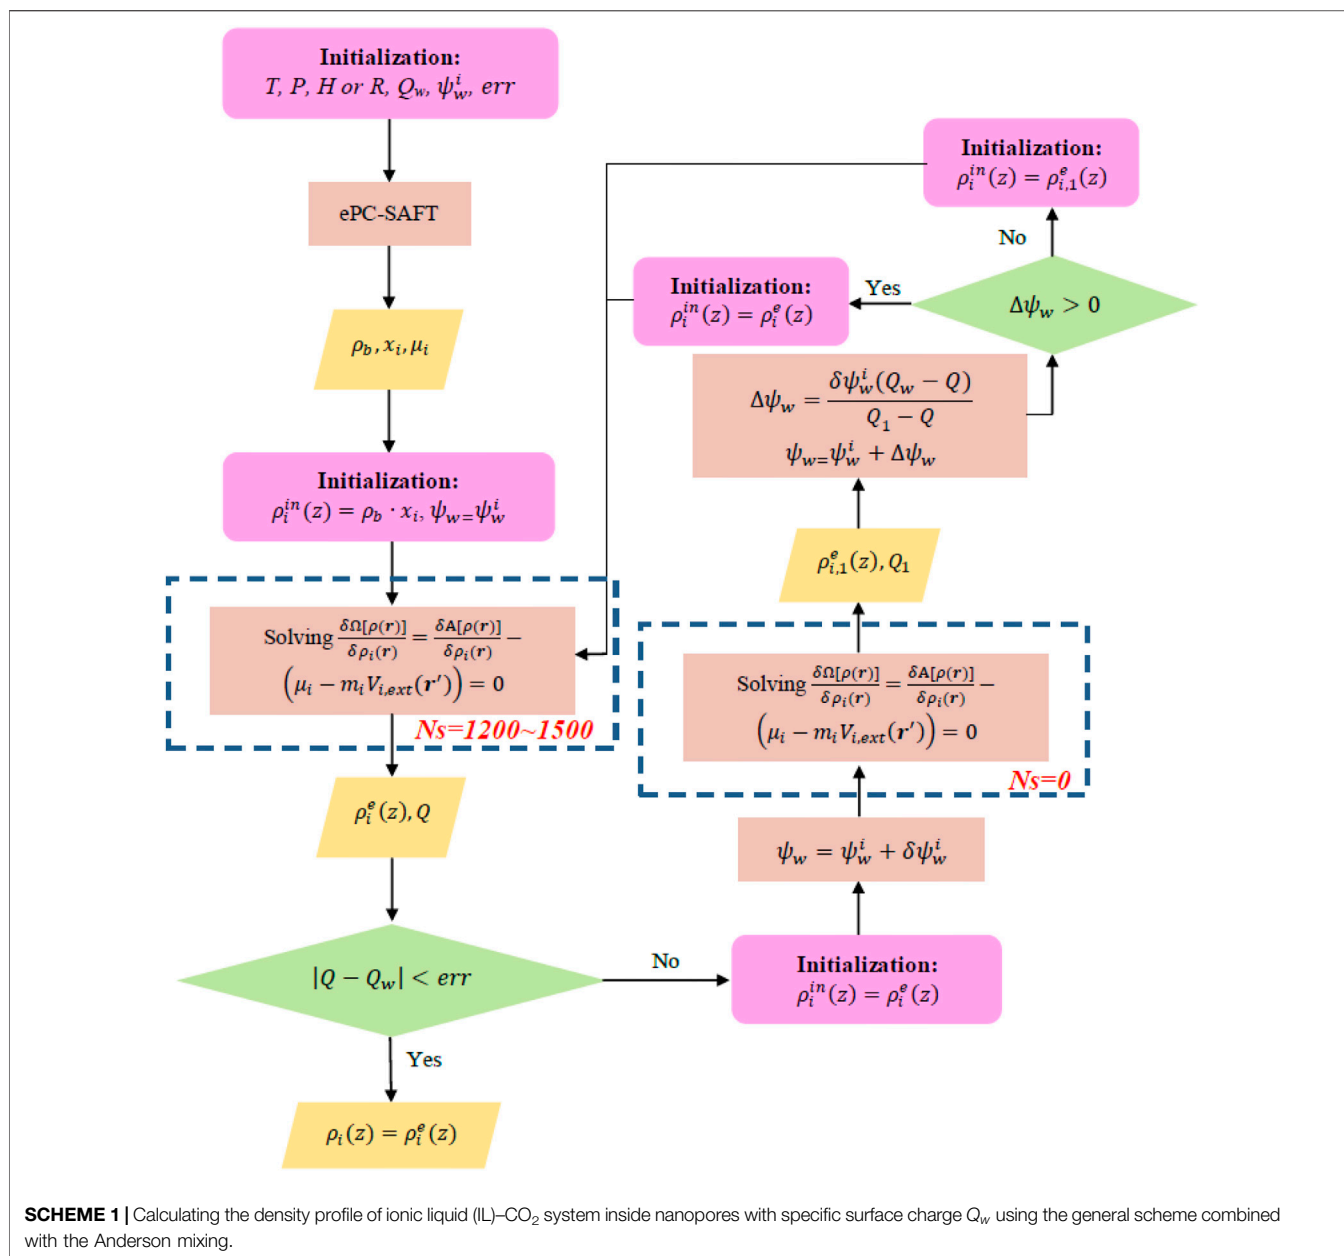 Initialization:
T, P, H or R, Q_w, ψ_w^i, err
ePC-SAFT
ρ_b, x_i, μ_i
Initialization:
ρ_i^in(z) = ρ_b · x_i, ψ_w=ψ_w^i
Solving δΩ[ρ(r)]/δρ_i(r) = δA[ρ(r)]/δρ_i(r) −
(μ_i − m_iV_i,ext(r′)) = 0
Ns=1200~1500
ρ_i^e(z), Q
|Q − Q_w| < err
No
Yes
ρ_i(z) = ρ_i^e(z)
Initialization:
ρ_i^in(z) = ρ_i^e(z)
ψ_w = ψ_w^i + δψ_w^i
Solving δΩ[ρ(r)]/δρ_i(r) = δA[ρ(r)]/δρ_i(r) −
(μ_i − m_iV_i,ext(r′)) = 0
Ns=0
ρ_i,1^e(z), Q_1
Δψ_w = δψ_w^i(Q_w − Q)/(Q_1 − Q)
ψ_w=ψ_w^i + Δψ_w
Δψ_w > 0
Yes
Initialization:
ρ_i^in(z) = ρ_i^e(z)
No
Initialization:
ρ_i^in(z) = ρ_i,1^e(z)
SCHEME 1 | Calculating the density profile of ionic liquid (IL)–CO₂ system inside nanopores with specific surface charge Q_w using the general scheme combined
with the Anderson mixing.